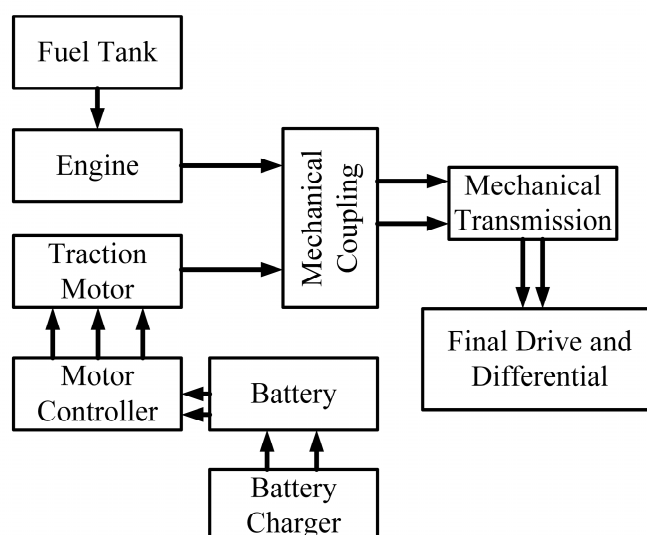 Fuel Tank
Engine
Mechanical
Coupling
Mechanical
Transmission
Traction
Motor
Final Drive and
Differential
Motor
Controller
Battery
Battery
Charger